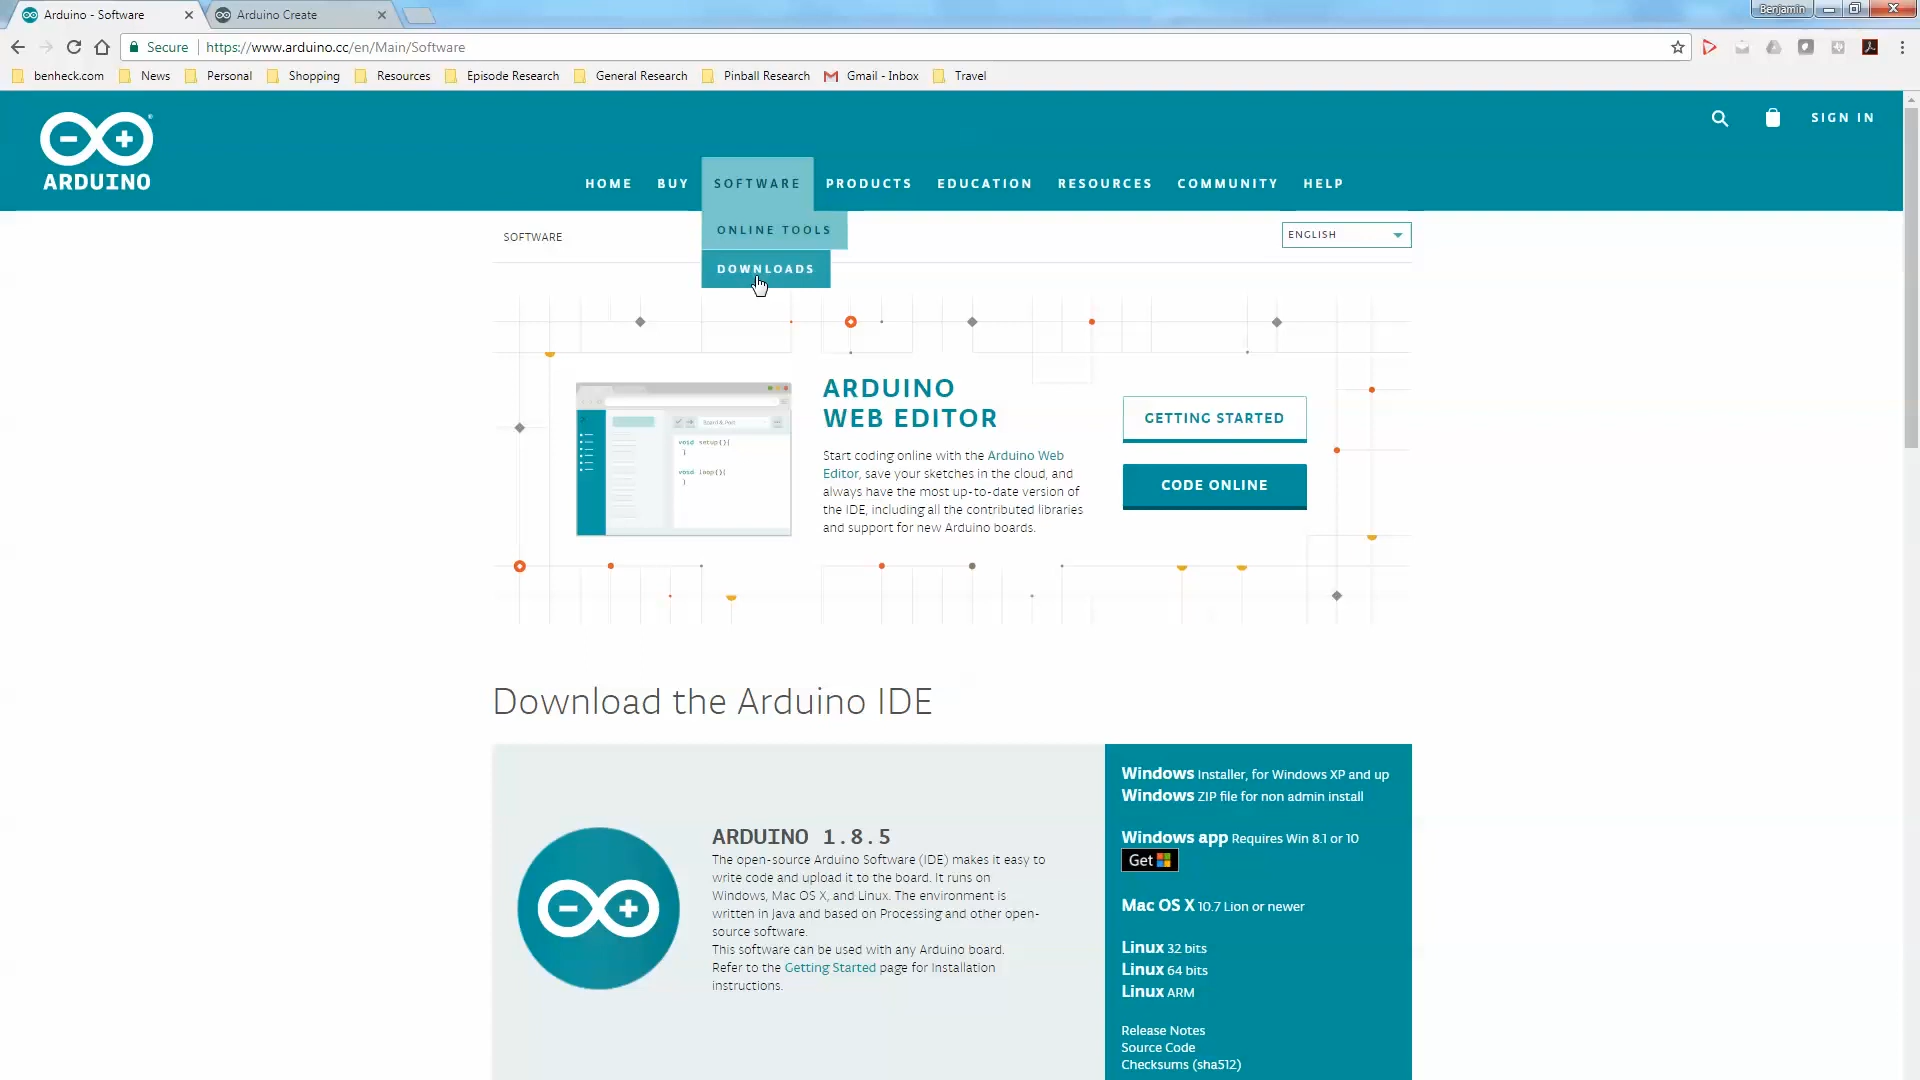 Arduino - Software
Arduino Create
Benjamin
Secure
https://www.arduino.cc/en/Main/Software
benheck.com
News
Personal
Shopping
Resources
Episode Research
General Research
Pinball Research
Gmail - Inbox
Travel
ARDUINO
SIGN IN
HOME
BUY
SOFTWARE
PRODUCTS
EDUCATION
RESOURCES
COMMUNITY
HELP
ONLINE TOOLS
DOWNLOADS
SOFTWARE
ENGLISH
Board & Port
void setup(){
}
void loop(){
}
ARDUINO
WEB EDITOR
Start coding online with the Arduino Web
Editor, save your sketches in the cloud, and
always have the most up-to-date version of
the IDE, including all the contributed libraries
and support for new Arduino boards.
GETTING STARTED
CODE ONLINE
Download the Arduino IDE
ARDUINO 1.8.5
The open-source Arduino Software (IDE) makes it easy to
write code and upload it to the board. It runs on
Windows, Mac OS X, and Linux. The environment is
written in Java and based on Processing and other open-
source software.
This software can be used with any Arduino board.
Refer to the Getting Started page for Installation
instructions.
Windows Installer, for Windows XP and up
Windows ZIP file for non admin install
Windows app Requires Win 8.1 or 10
Get
Mac OS X 10.7 Lion or newer
Linux 32 bits
Linux 64 bits
Linux ARM
Release Notes
Source Code
Checksums (sha512)